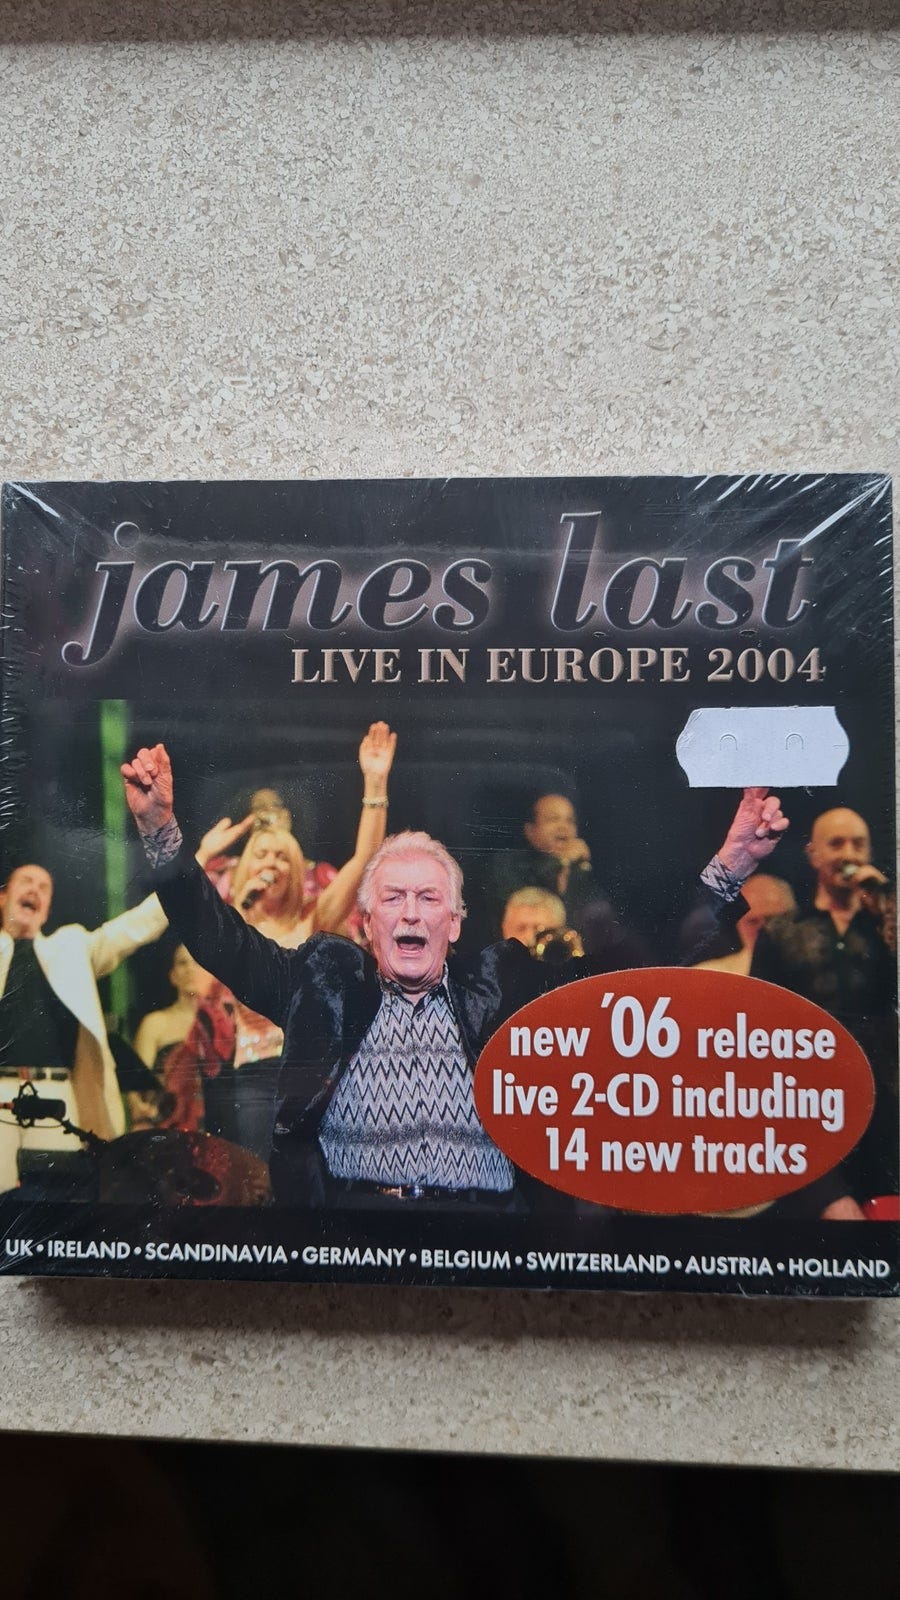 james last
LIVE IN EUROPE 2004
new '06 release
live 2-CD including
14 new tracks
UK • IRELAND • SCANDINAVIA • GERMANY • BELGIUM • SWITZERLAND • AUSTRIA • HOLLAND